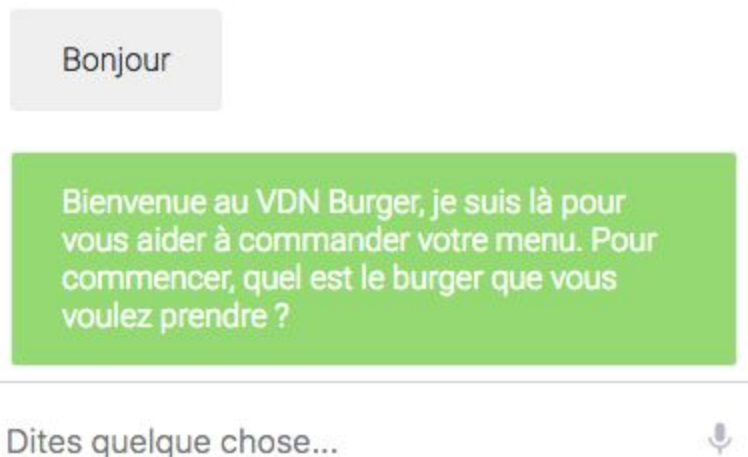 Bonjour
Bienvenue au VDN Burger, je suis là pour
vous aider à commander votre menu. Pour
commencer, quel est le burger que vous
voulez prendre ?
Dites quelque chose...